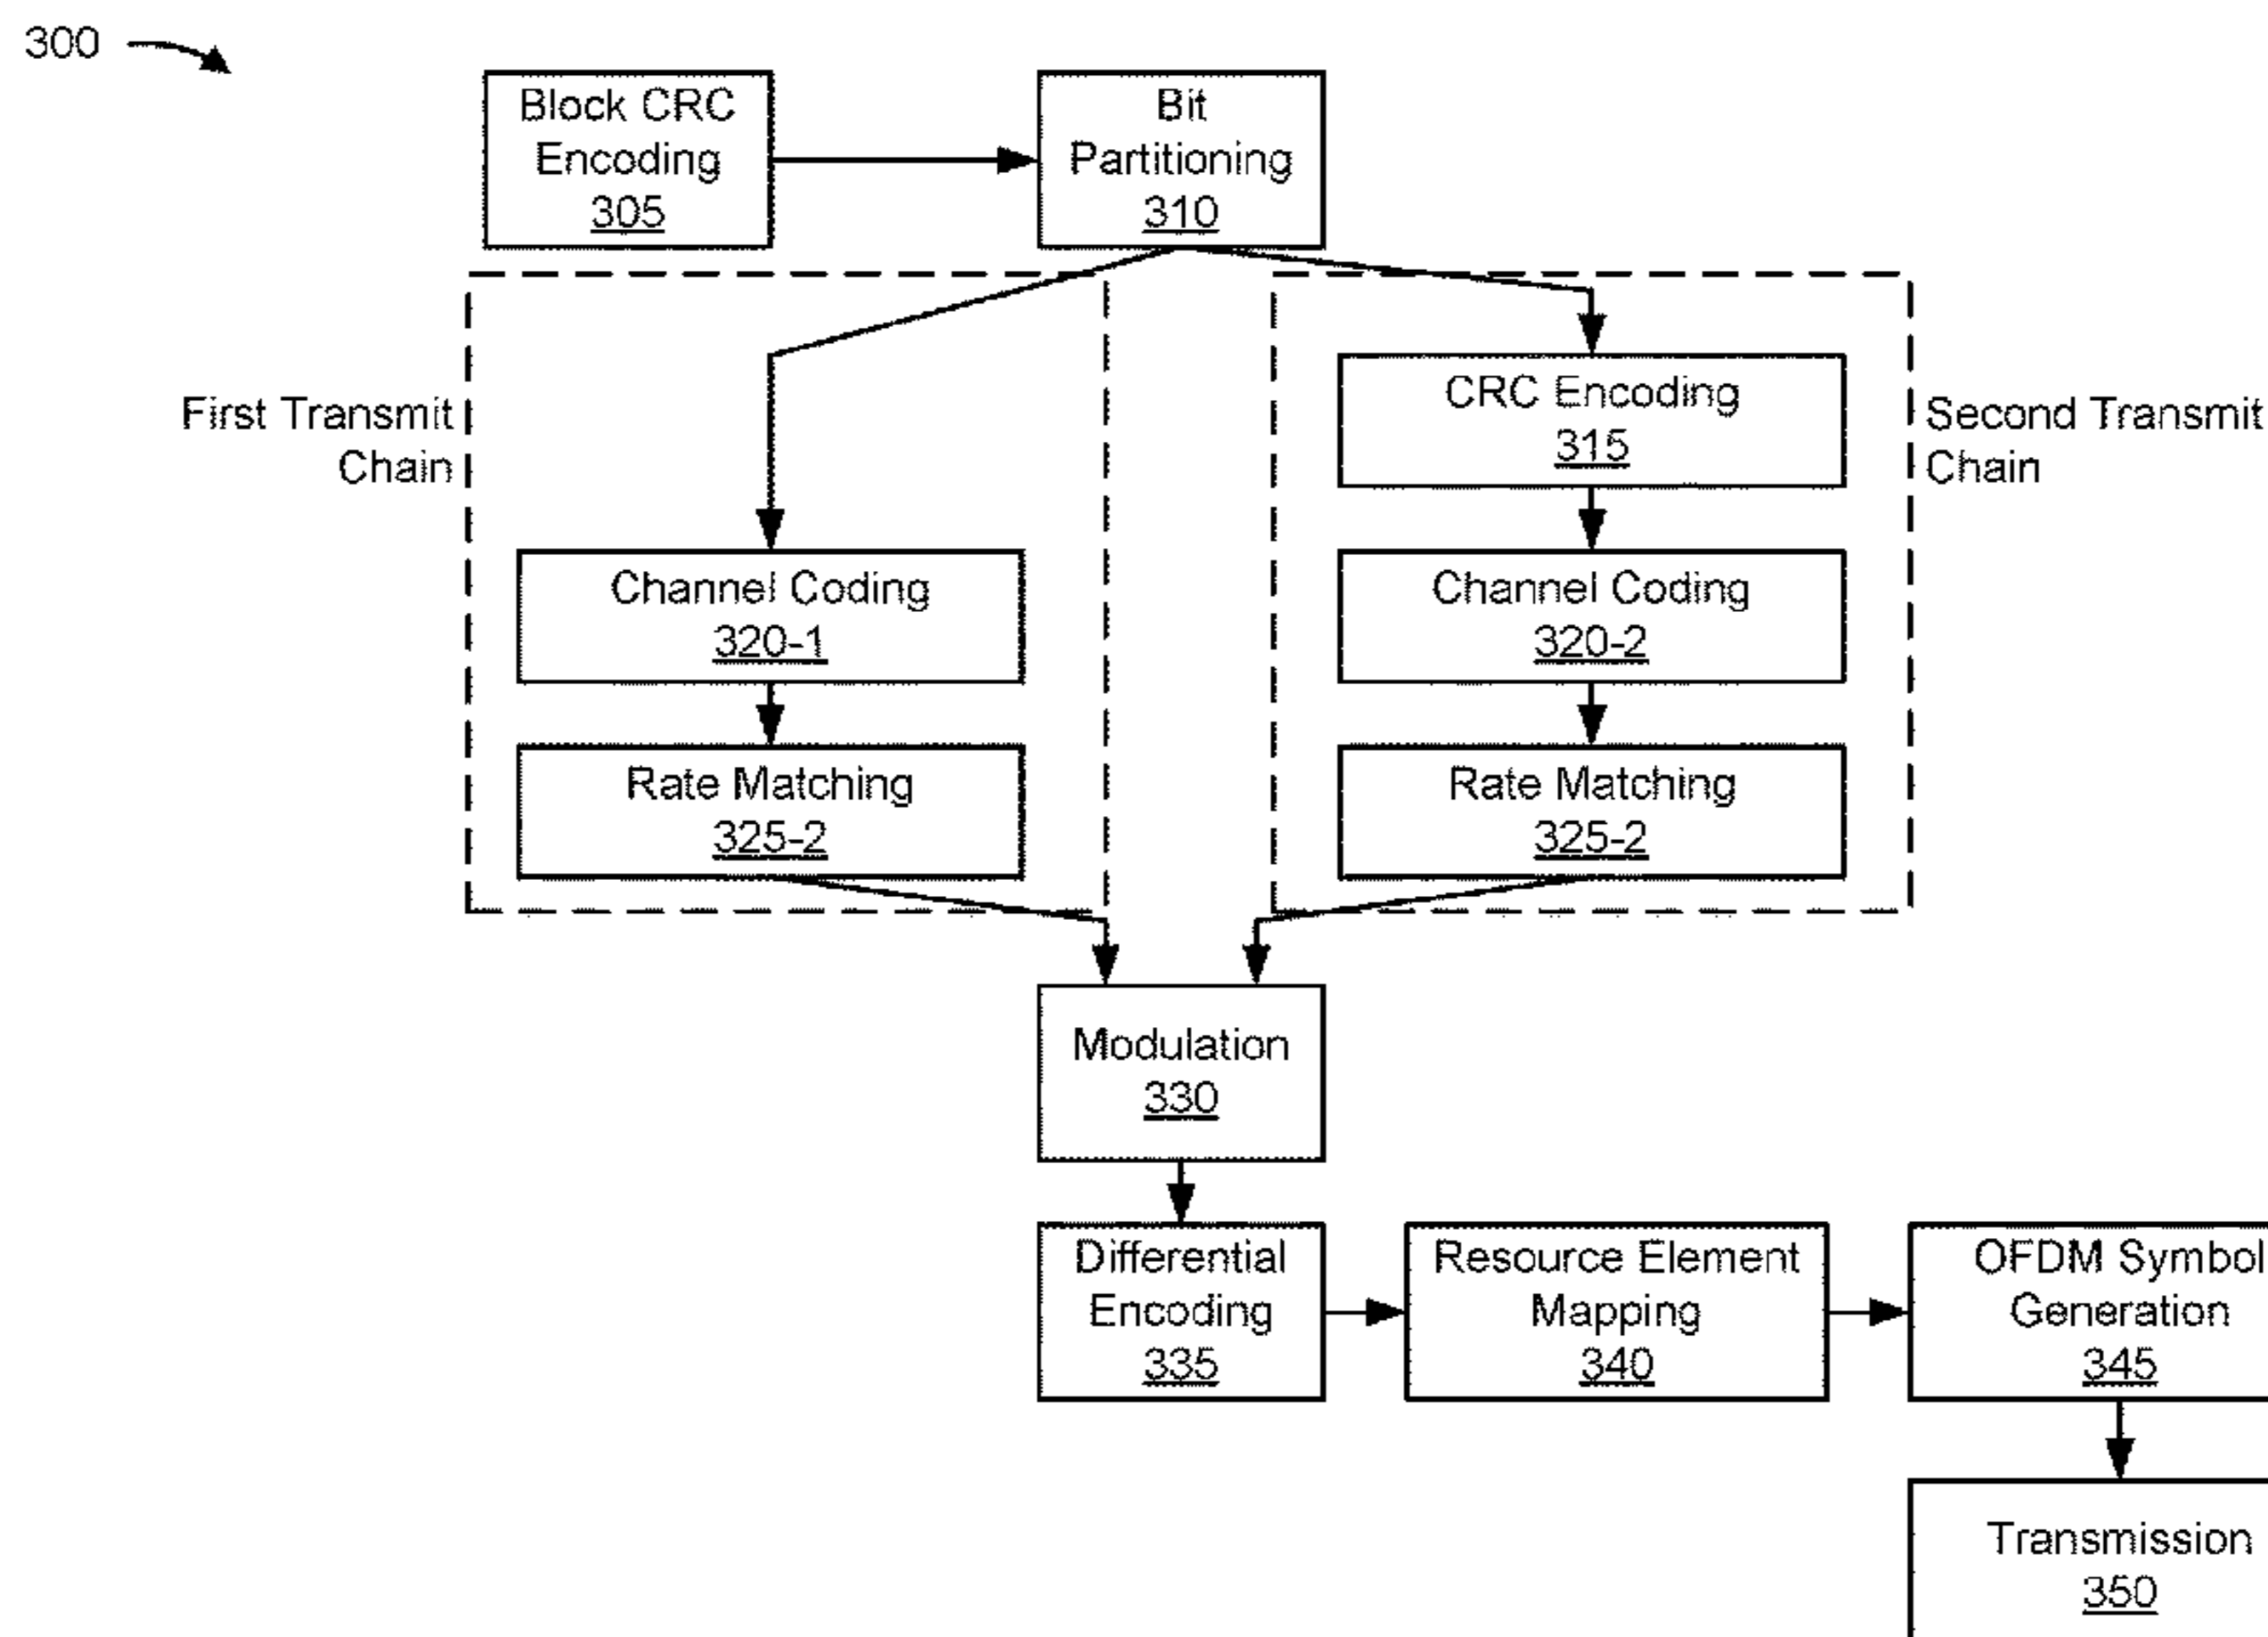 300
Block CRC
Encoding
305
Bit
Partitioning
310
First Transmit
Chain
CRC Encoding
315
Second Transmit
Chain
Channel Coding
320-1
Channel Coding
320-2
Rate Matching
325-2
Rate Matching
325-2
Modulation
330
Differential
Encoding
335
Resource Element
Mapping
340
OFDM Symbol
Generation
345
Transmission
350